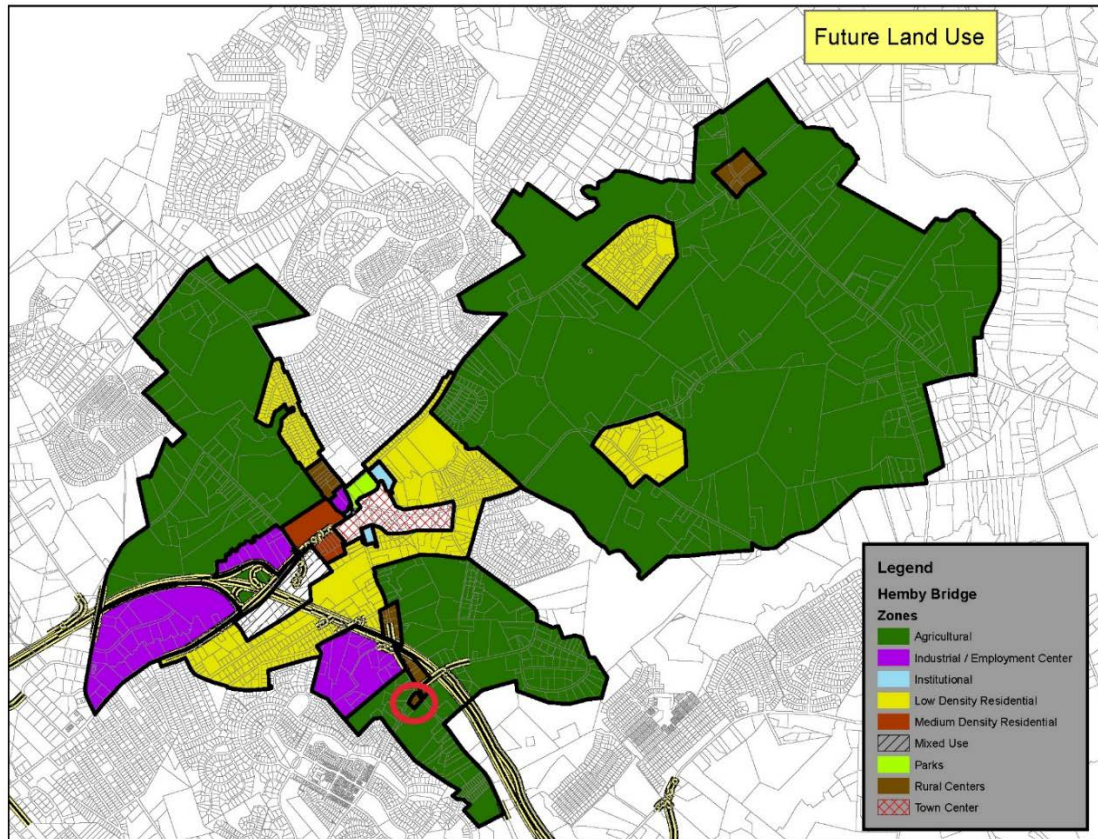 Future Land Use
Legend
Hemby Bridge
Zones
Agricultural
Industrial / Employment Center
Institutional
Low Density Residential
Medium Density Residential
Mixed Use
Parks
Rural Centers
Town Center